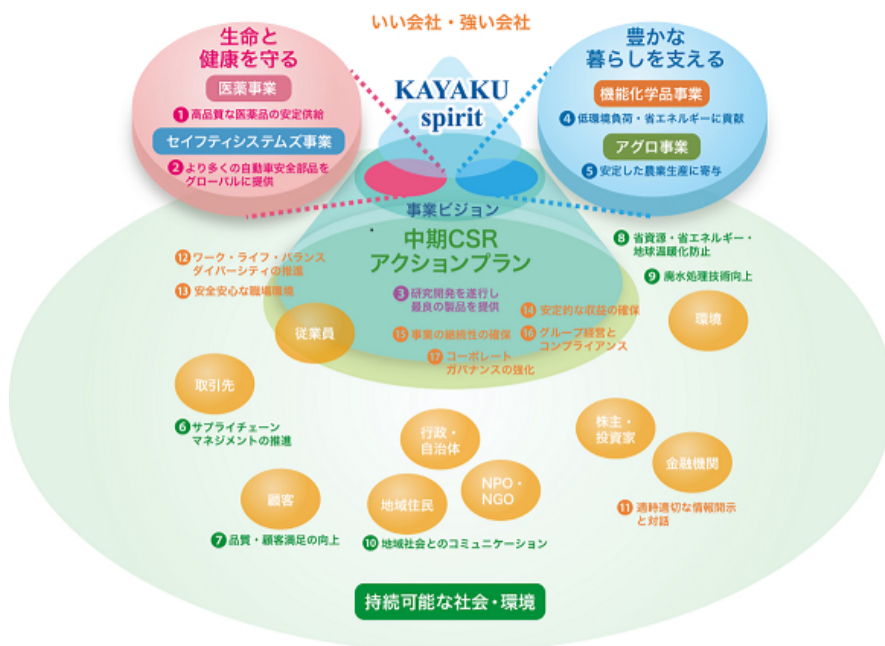 いい会社・強い会社
生命と
健康を守る
医薬事業
1 高品質な医薬品の安定供給
セイフティシステムズ事業
2 より多くの自動車安全部品を
グローバルに提供
KAYAKU
spirit
豊かな
暮らしを支える
機能化学品事業
4 低環境負荷・省エネルギーに貢献
アグロ事業
5 安定した農業生産に寄与
事業ビジョン
中期CSR
アクションプラン
3 研究開発を遂行し
最良の製品を提供
14 安定的な収益の確保
15 事業の継続性の確保
16 グループ経営と
コンプライアンス
17 コーポレート
ガバナンスの強化
12 ワーク・ライフ・バランス
ダイバーシティの推進
13 安全安心な職場環境
従業員
8 省資源・省エネルギー・
地球温暖化防止
9 廃水処理技術向上
環境
取引先
6 サプライチェーン
マネジメントの推進
顧客
7 品質・顧客満足の向上
行政・
自治体
地域住民
NPO・
NGO
10 地域社会とのコミュニケーション
株主・
投資家
金融機関
11 適時適切な情報開示
と対話
持続可能な社会・環境